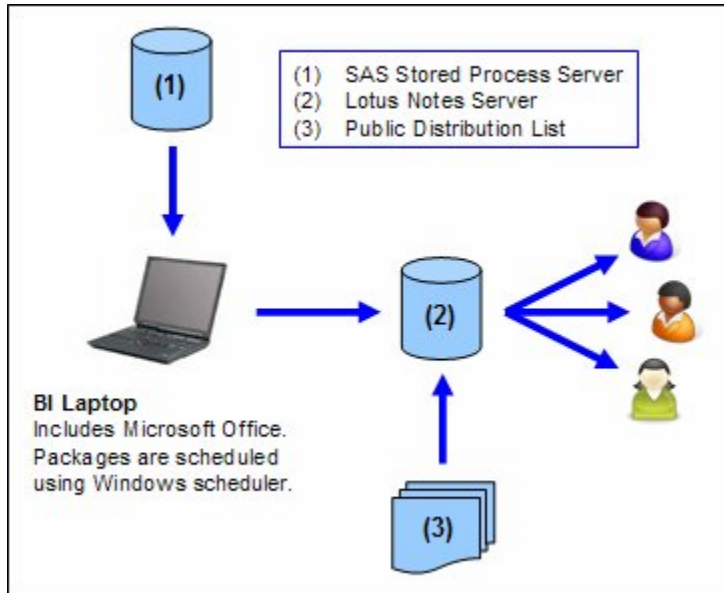 (1)
(1) SAS Stored Process Server
(2) Lotus Notes Server
(3) Public Distribution List
(2)
BI Laptop
Includes Microsoft Office.
Packages are scheduled
using Windows scheduler.
(3)